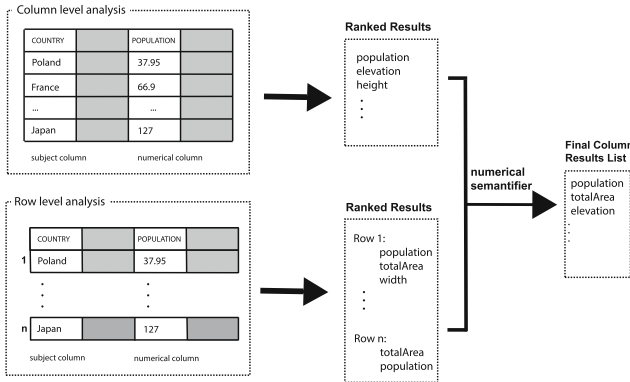 Column level analysis
COUNTRY POPULATION
Poland 37.95
France 66.9
... ...
Japan 127
subject column numerical column
Ranked Results
population
elevation
height
Row level analysis
COUNTRY POPULATION
1 Poland 37.95
n Japan 127
subject column numerical column
Ranked Results
Row 1:
population
totalArea
width
Row n:
totalArea
population
numerical
semantifier
Final Column
Results List
population
totalArea
elevation